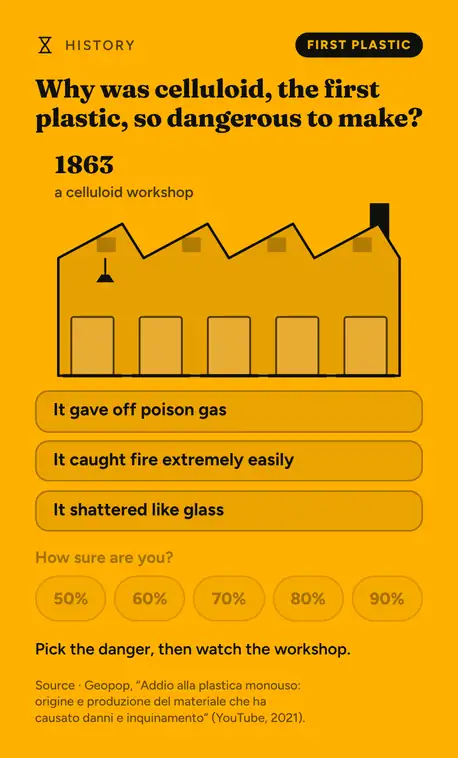 HISTORY
FIRST PLASTIC
Why was celluloid, the first
plastic, so dangerous to make?
1863
a celluloid workshop
It gave off poison gas
It caught fire extremely easily
It shattered like glass
How sure are you?
50% 60% 70% 80% 90%
Pick the danger, then watch the workshop.
Source · Geopop, “Addio alla plastica monouso:
origine e produzione del materiale che ha
causato danni e inquinamento” (YouTube, 2021).